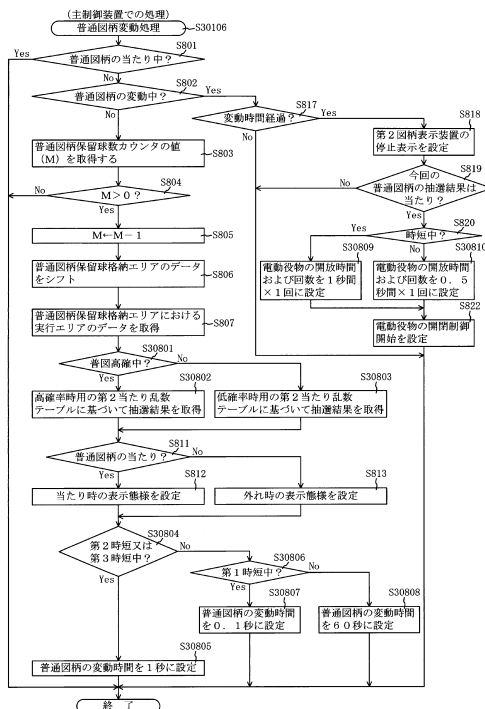 (主制御装置での処理)
普通図柄変動処理
S30106
S801
Yes
普通図柄の当たり中?
No
S802
普通図柄の変動中?
Yes
No
S817
変動時間経過?
Yes
No
S818
第2図柄表示装置の
停止表示を設定
普通図柄保留球数カウンタの値
(M)を取得する
S803
S819
今回の
普通図柄の抽選結果は
当たり?
No
Yes
S804
M>0?
No
Yes
S820
時短中?
Yes
No
M←M-1
S805
S30809
電動役物の開放時間
および回数を1秒間
×1回に設定
S30810
電動役物の開放時間
および回数を0.5
秒間×1回に設定
普通図柄保留球格納エリアのデータ
をシフト
S806
S822
電動役物の開閉制御
開始を設定
普通図柄保留球格納エリアにおける
実行エリアのデータを取得
S807
S30801
普図高確中?
No
Yes
S30802
高確率時用の第2当たり乱数
テーブルに基づいて抽選結果を取得
S30803
低確率時用の第2当たり乱数
テーブルに基づいて抽選結果を取得
S811
普通図柄の当たり?
No
Yes
S812
当たり時の表示態様を設定
S813
外れ時の表示態様を設定
S30804
第2時短又は
第3時短中?
No
Yes
S30806
第1時短中?
No
Yes
S30807
普通図柄の変動時間
を0.1秒に設定
S30808
普通図柄の変動時間
を60秒に設定
S30805
普通図柄の変動時間を1秒に設定
終 了